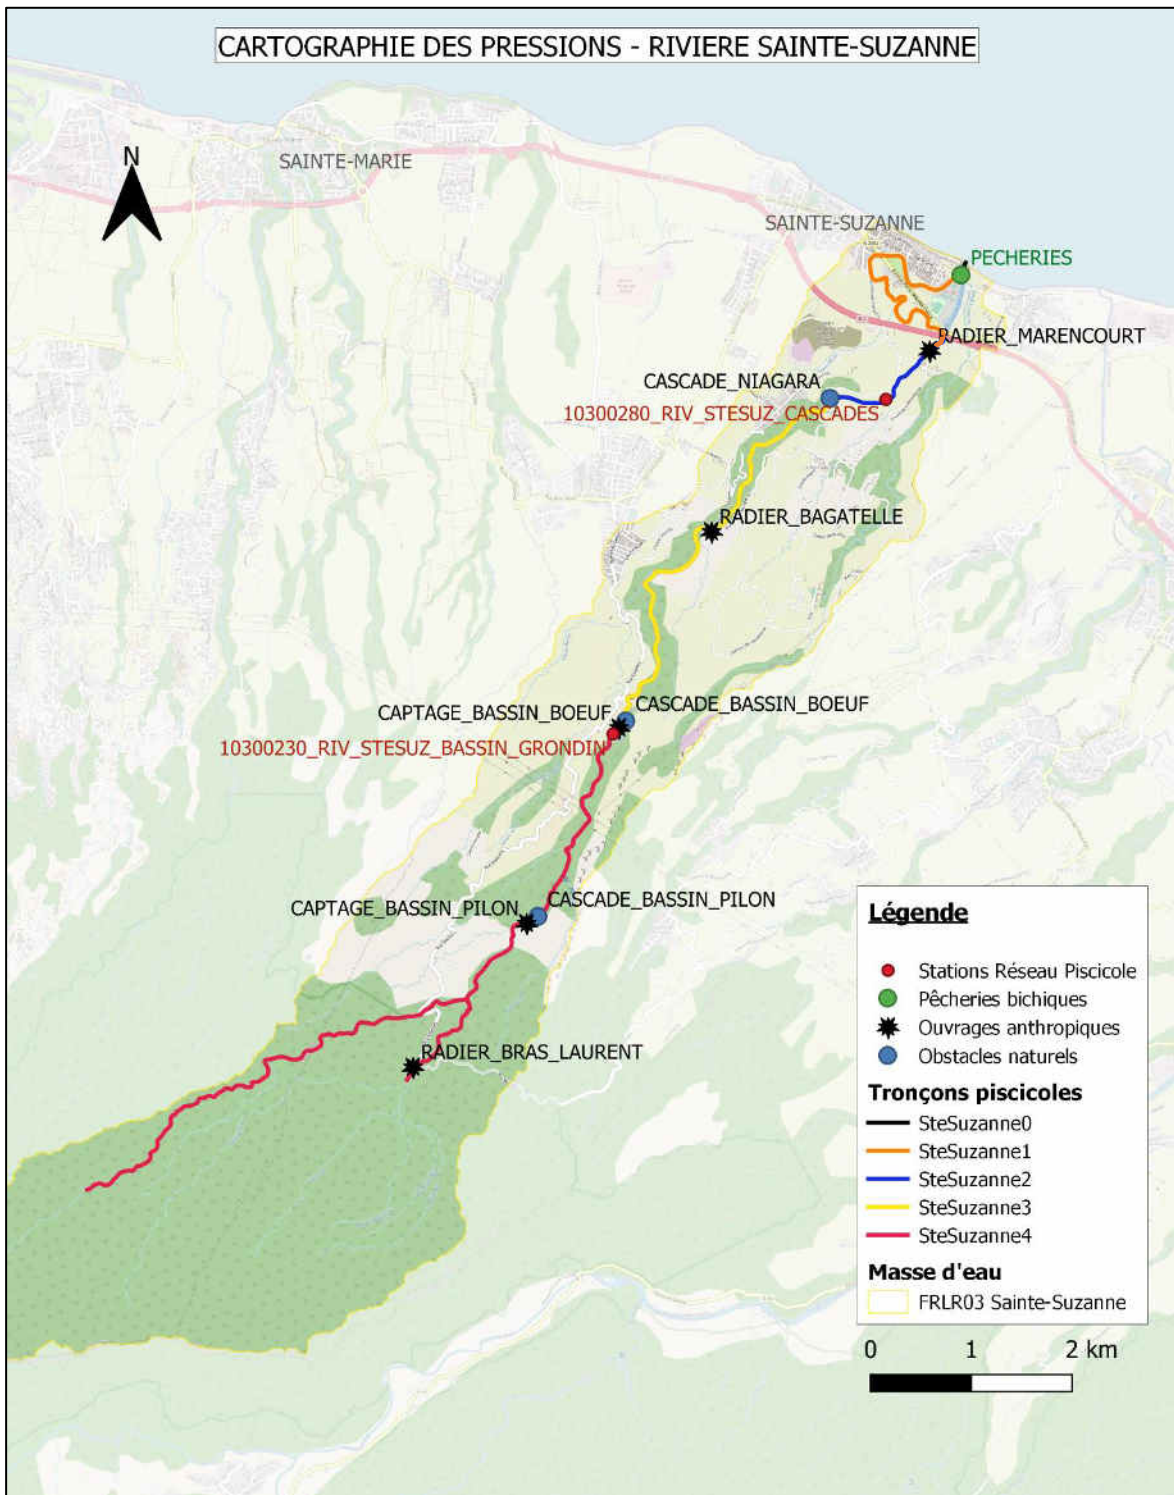 CARTOGRAPHIE DES PRESSIONS - RIVIERE SAINTE-SUZANNE
N
SAINTE-MARIE
SAINTE-SUZANNE
PECHERIES
RADIER_MARENCOURT
CASCADE_NIAGARA
10300280_RIV_STESUZ_CASCADES
RADIER_BAGATELLE
CASCADE_BASSIN_BOEUF
CAPTAGE_BASSIN_BOEUF
10300230_RIV_STESUZ_BASSIN_GRONDIN
CASCADE_BASSIN_PILON
CAPTAGE_BASSIN_PILON
RADIER_BRAS_LAURENT
Légende
Stations Réseau Piscicole
Pêcheries bichiques
Ouvrages anthropiques
Obstacles naturels
Tronçons piscicoles
SteSuzanne0
SteSuzanne1
SteSuzanne2
SteSuzanne3
SteSuzanne4
Masse d'eau
FRLR03 Sainte-Suzanne
0 1 2 km